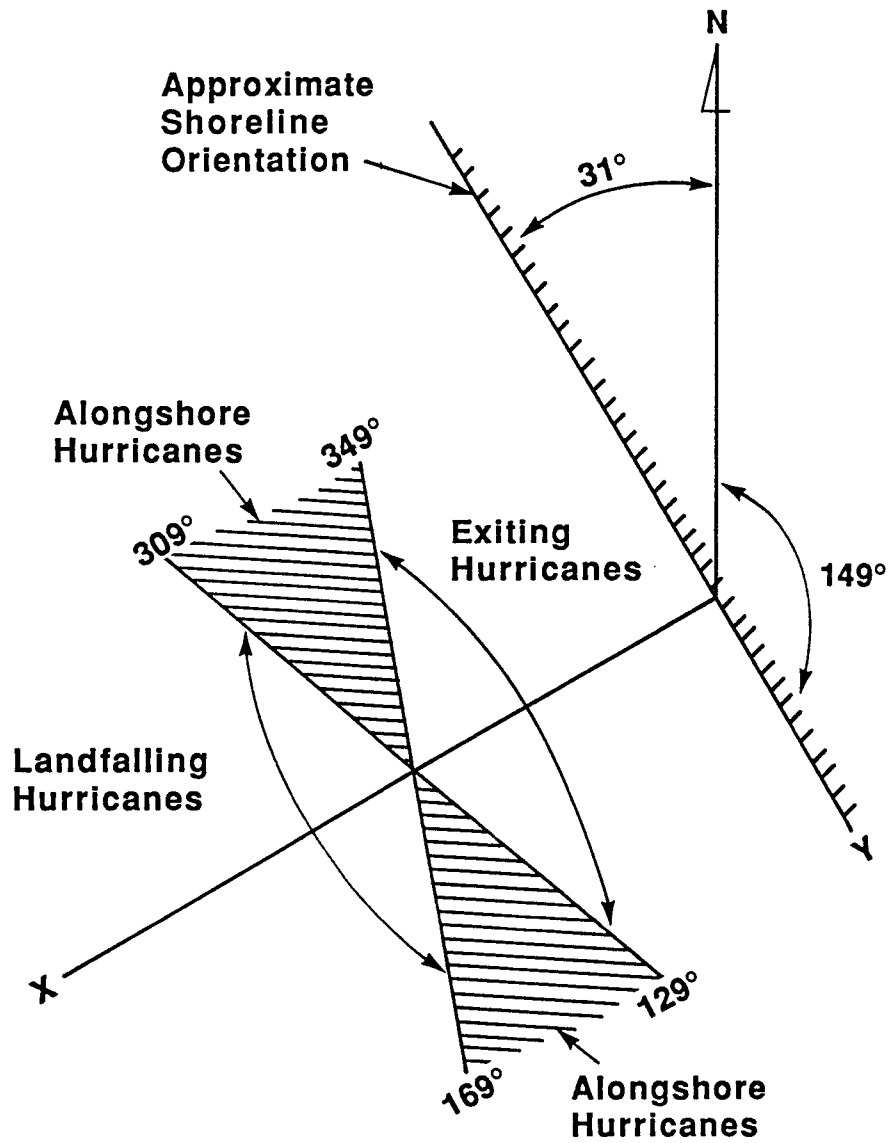 N
Approximate
Shoreline
Orientation
31°
Alongshore
Hurricanes
349°
309°
Exiting
Hurricanes
149°
Landfalling
Hurricanes
Y
X
129°
169°
Alongshore
Hurricanes